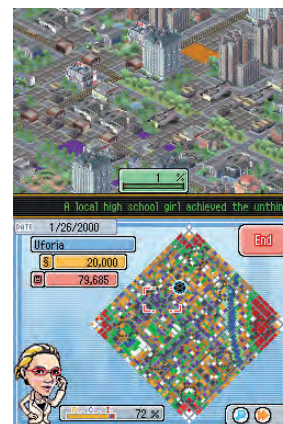 1 %
A local high school girl achieved the unthin
DATE 1/26/2000
End
Uforia
§ 20,000
79,685
R C I 72 %